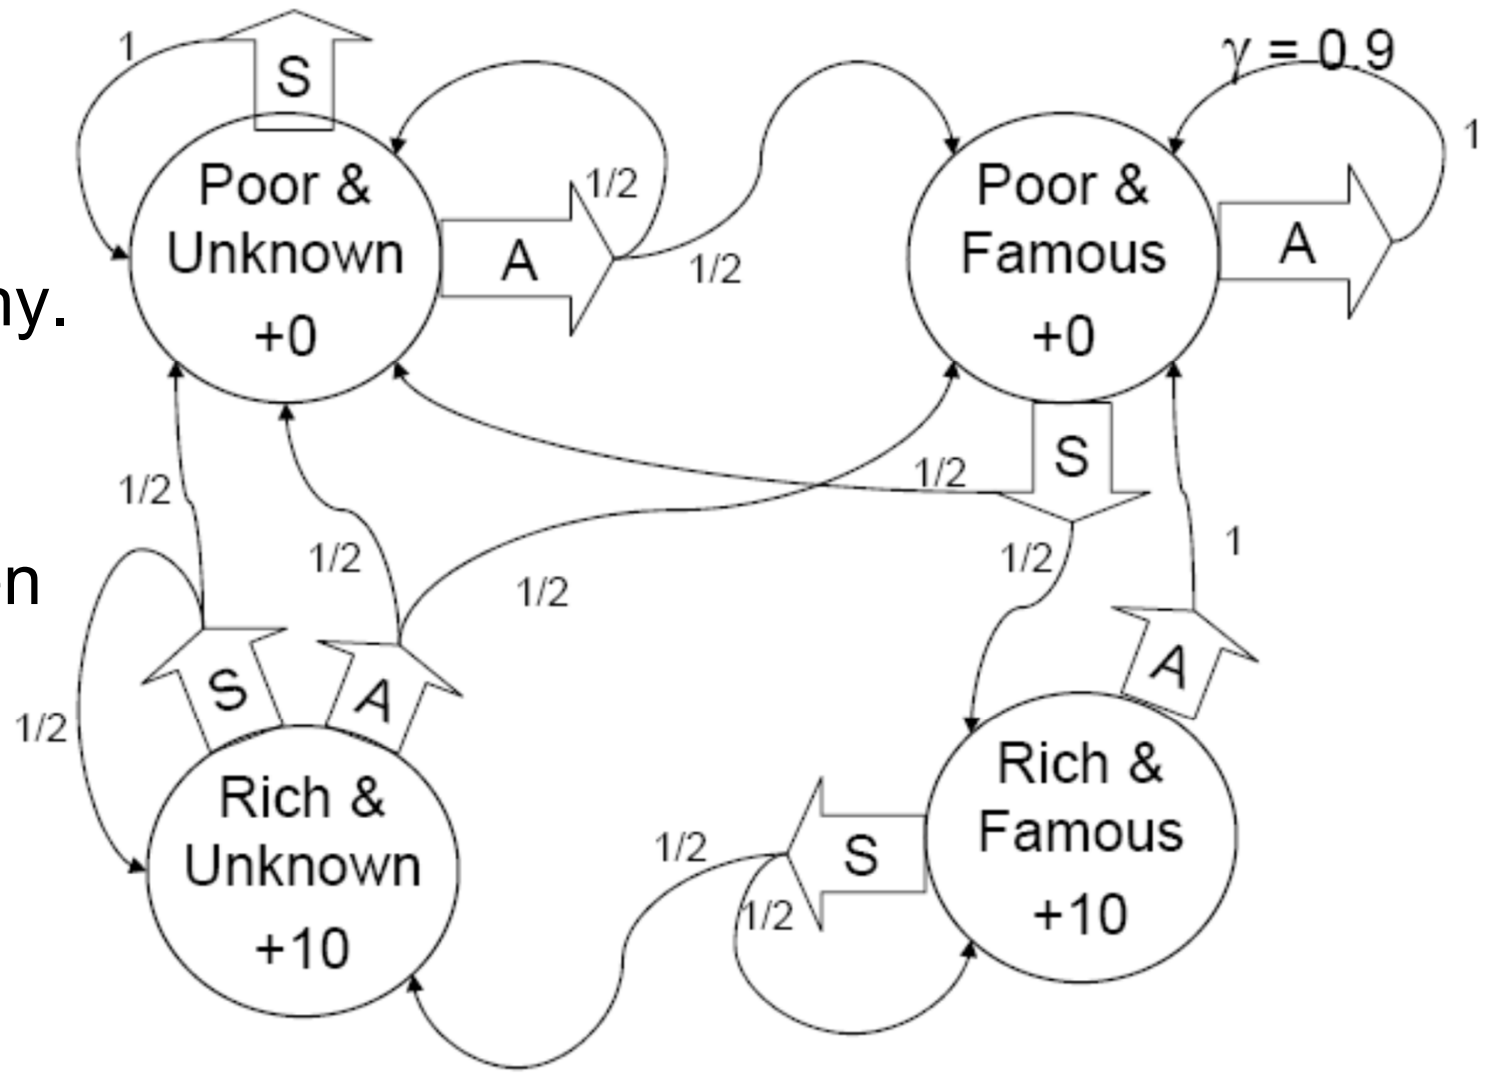 1
S
γ = 0.9
Poor &
Unknown
+0
1/2
A
1/2
Poor &
Famous
+0
A
1
ny.
1/2
1/2
1/2
1/2
S
1/2
1
n
S
A
1/2
A
Rich &
Unknown
+10
1/2
1/2
S
Rich &
Famous
+10